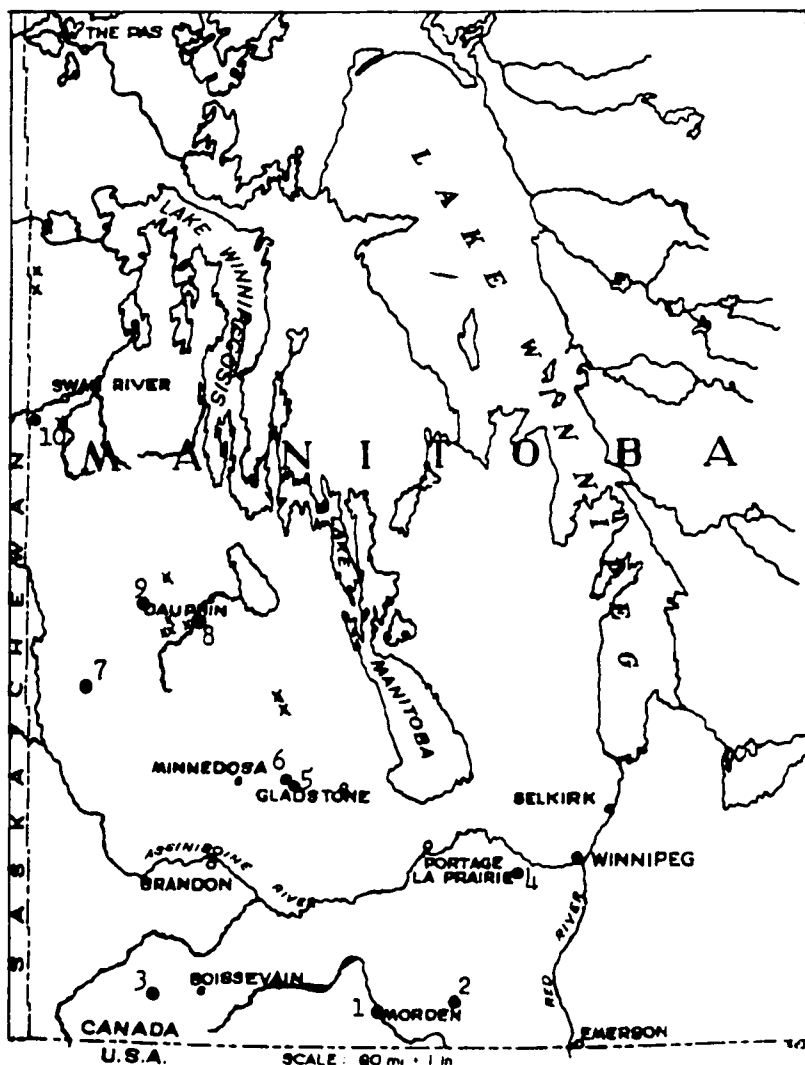 THE PAS
LAKE WINNIPEG
LAKE WINNIPEGOSIS
SWAN RIVER
10
MANITOBA
SASKATCHEWAN
LAKE MANITOBA
9
DAUPHIN
8
7
MINNEDOSA
6
5
GLADSTONE
SELKIRK
ASSINIBOINE RIVER
BRANDON
PORTAGE
LA PRAIRIE
4
WINNIPEG
RED RIVER
3
BOISSEVAIN
1
MORDEN
2
EMERSON
CANADA
U.S.A.